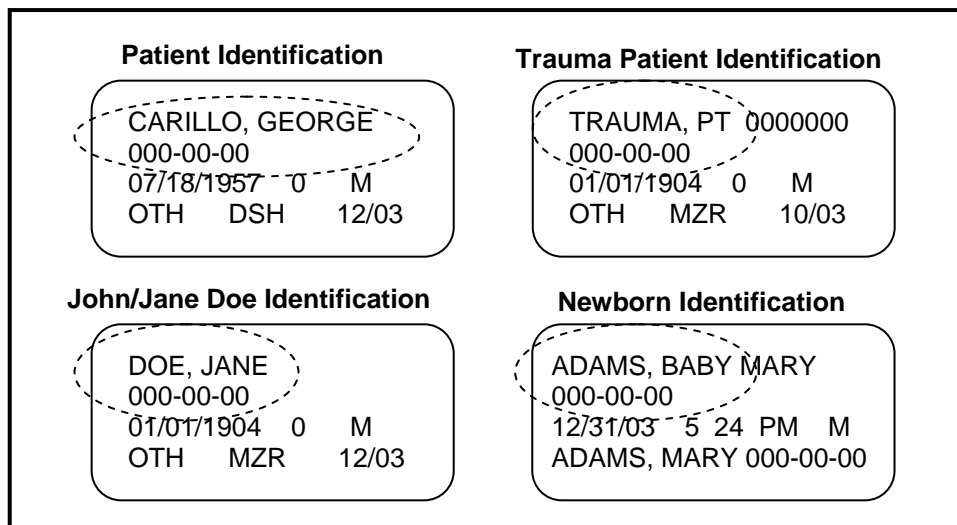 Patient Identification
CARILLO, GEORGE
000-00-00
07/18/1957 0 M
OTH DSH 12/03
Trauma Patient Identification
TRAUMA, PT 0000000
000-00-00
01/01/1904 0 M
OTH MZR 10/03
John/Jane Doe Identification
DOE, JANE
000-00-00
01/01/1904 0 M
OTH MZR 12/03
Newborn Identification
ADAMS, BABY MARY
000-00-00
12/31/03 5 24 PM M
ADAMS, MARY 000-00-00